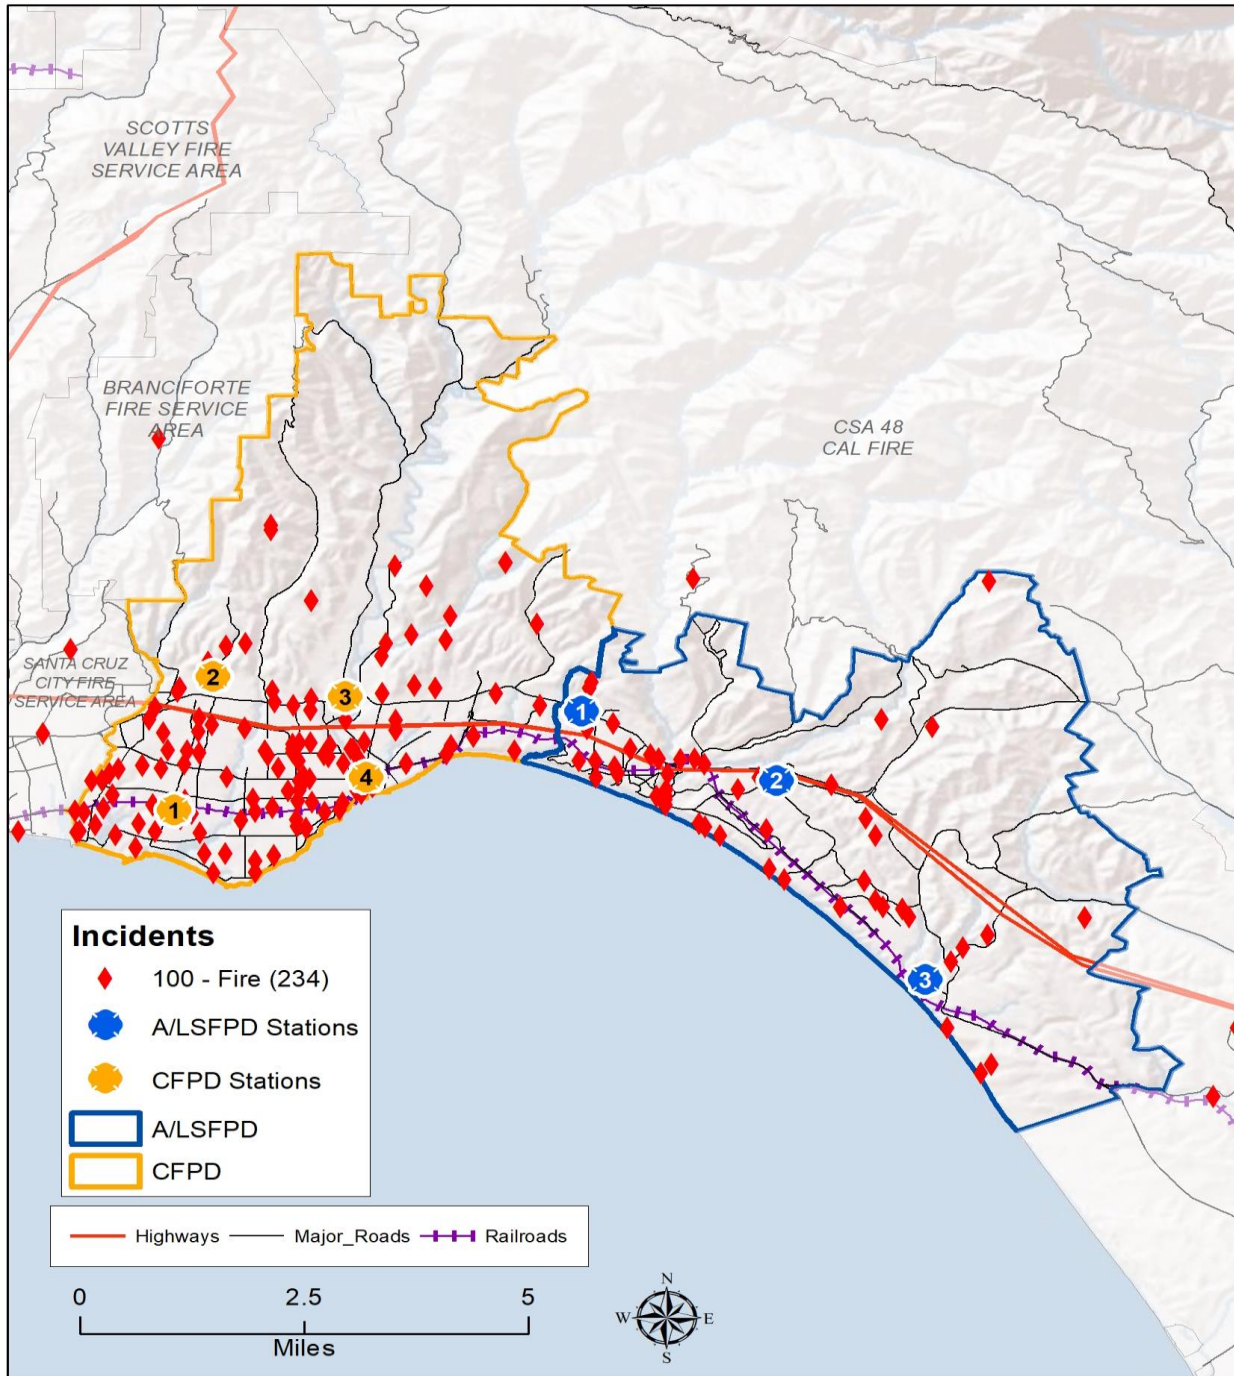 SCOTTS
VALLEY FIRE
SERVICE AREA
BRANCIFORTE
FIRE SERVICE
AREA
CSA 48
CAL FIRE
SANTA CRUZ
CITY FIRE
SERVICE AREA
2
3
1
4
1
2
3
Incidents
100 - Fire (234)
A/LSFPD Stations
CFPD Stations
A/LSFPD
CFPD
Highways Major_Roads Railroads
0 2.5 5
Miles
N
W E
S